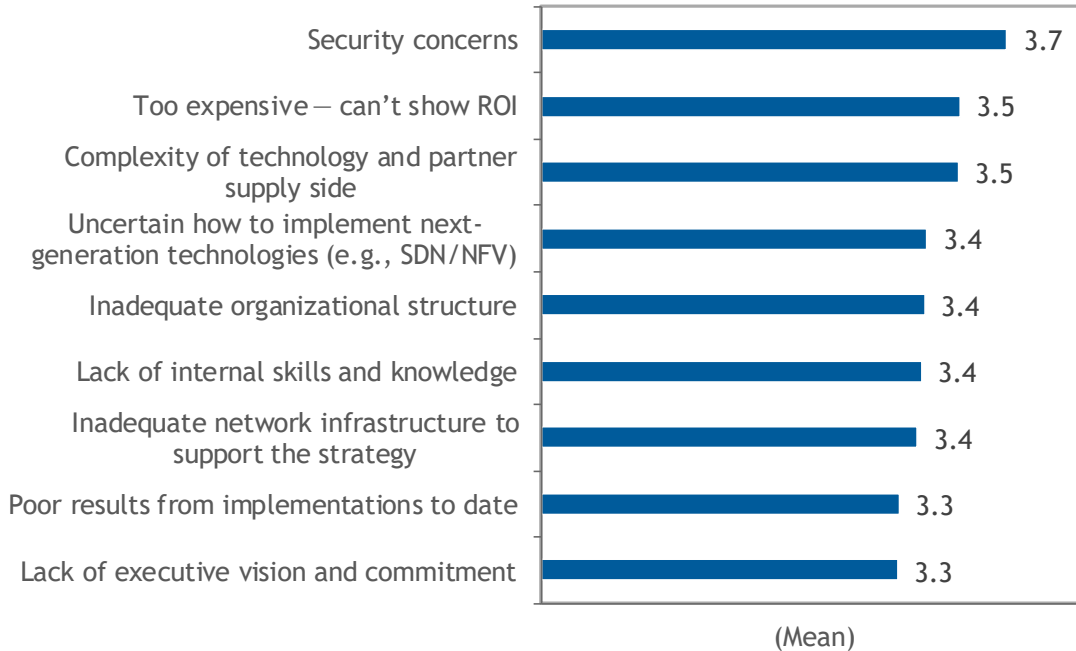 Security concerns
3.7
Too expensive — can’t show ROI
3.5
Complexity of technology and partner
supply side
3.5
Uncertain how to implement next-
generation technologies (e.g., SDN/NFV)
3.4
Inadequate organizational structure
3.4
Lack of internal skills and knowledge
3.4
Inadequate network infrastructure to
support the strategy
3.4
Poor results from implementations to date
3.3
Lack of executive vision and commitment
3.3
(Mean)